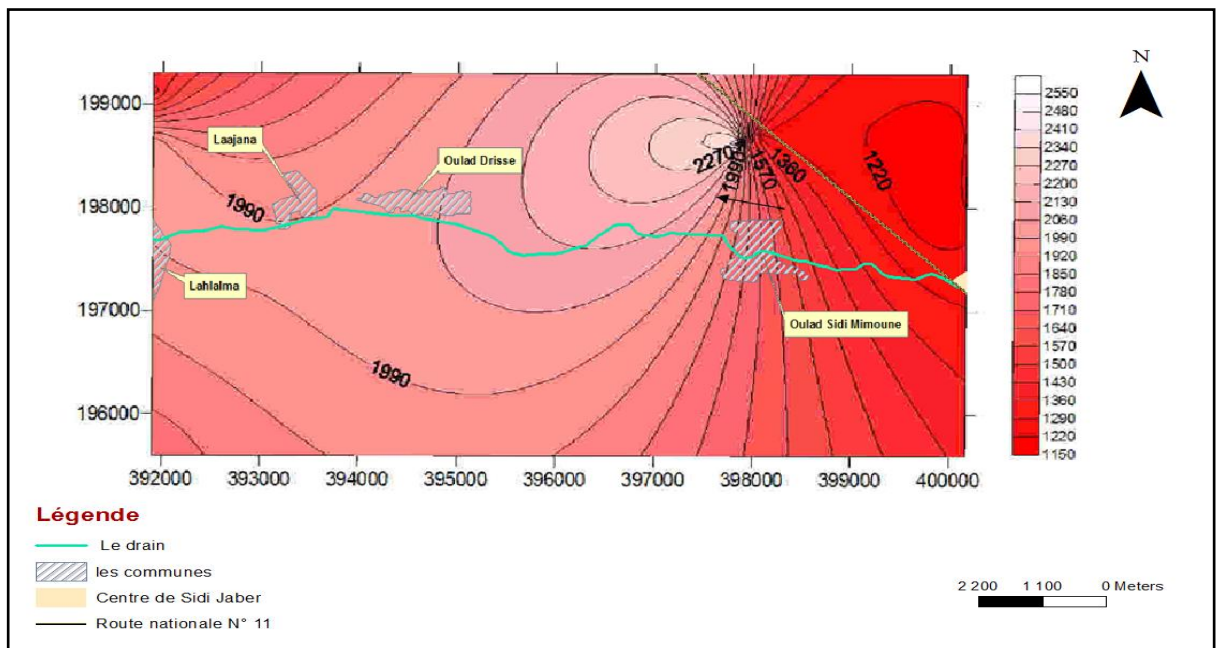 N
199000
198000
197000
196000
392000 393000 394000 395000 396000 397000 398000 399000 400000
Laajana
Oulad Drisse
Lahlalma
Oulad Sidi Mimoune
1990
1990
2270
1990
1570
1360
1220
2550
2480
2410
2340
2270
2200
2130
2060
1990
1920
1850
1780
1710
1640
1570
1500
1430
1360
1290
1220
1150
Légende
Le drain
les communes
Centre de Sidi Jaber
Route nationale N° 11
2 200 1 100 0 Meters